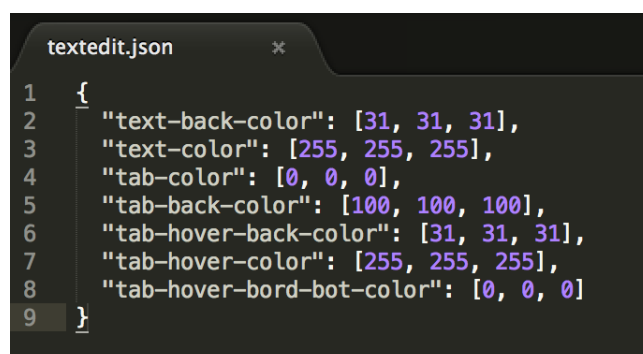 textedit.json ×
1 {
2 "text-back-color": [31, 31, 31],
3 "text-color": [255, 255, 255],
4 "tab-color": [0, 0, 0],
5 "tab-back-color": [100, 100, 100],
6 "tab-hover-back-color": [31, 31, 31],
7 "tab-hover-color": [255, 255, 255],
8 "tab-hover-bord-bot-color": [0, 0, 0]
9 }